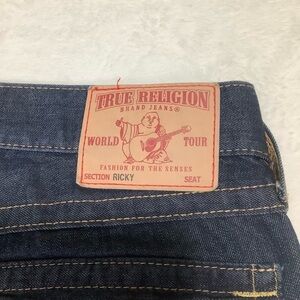 TRUE RELIGION
BRAND JEANS®
WORLD TOUR
FASHION FOR THE SENSES
SECTION RICKY SEAT